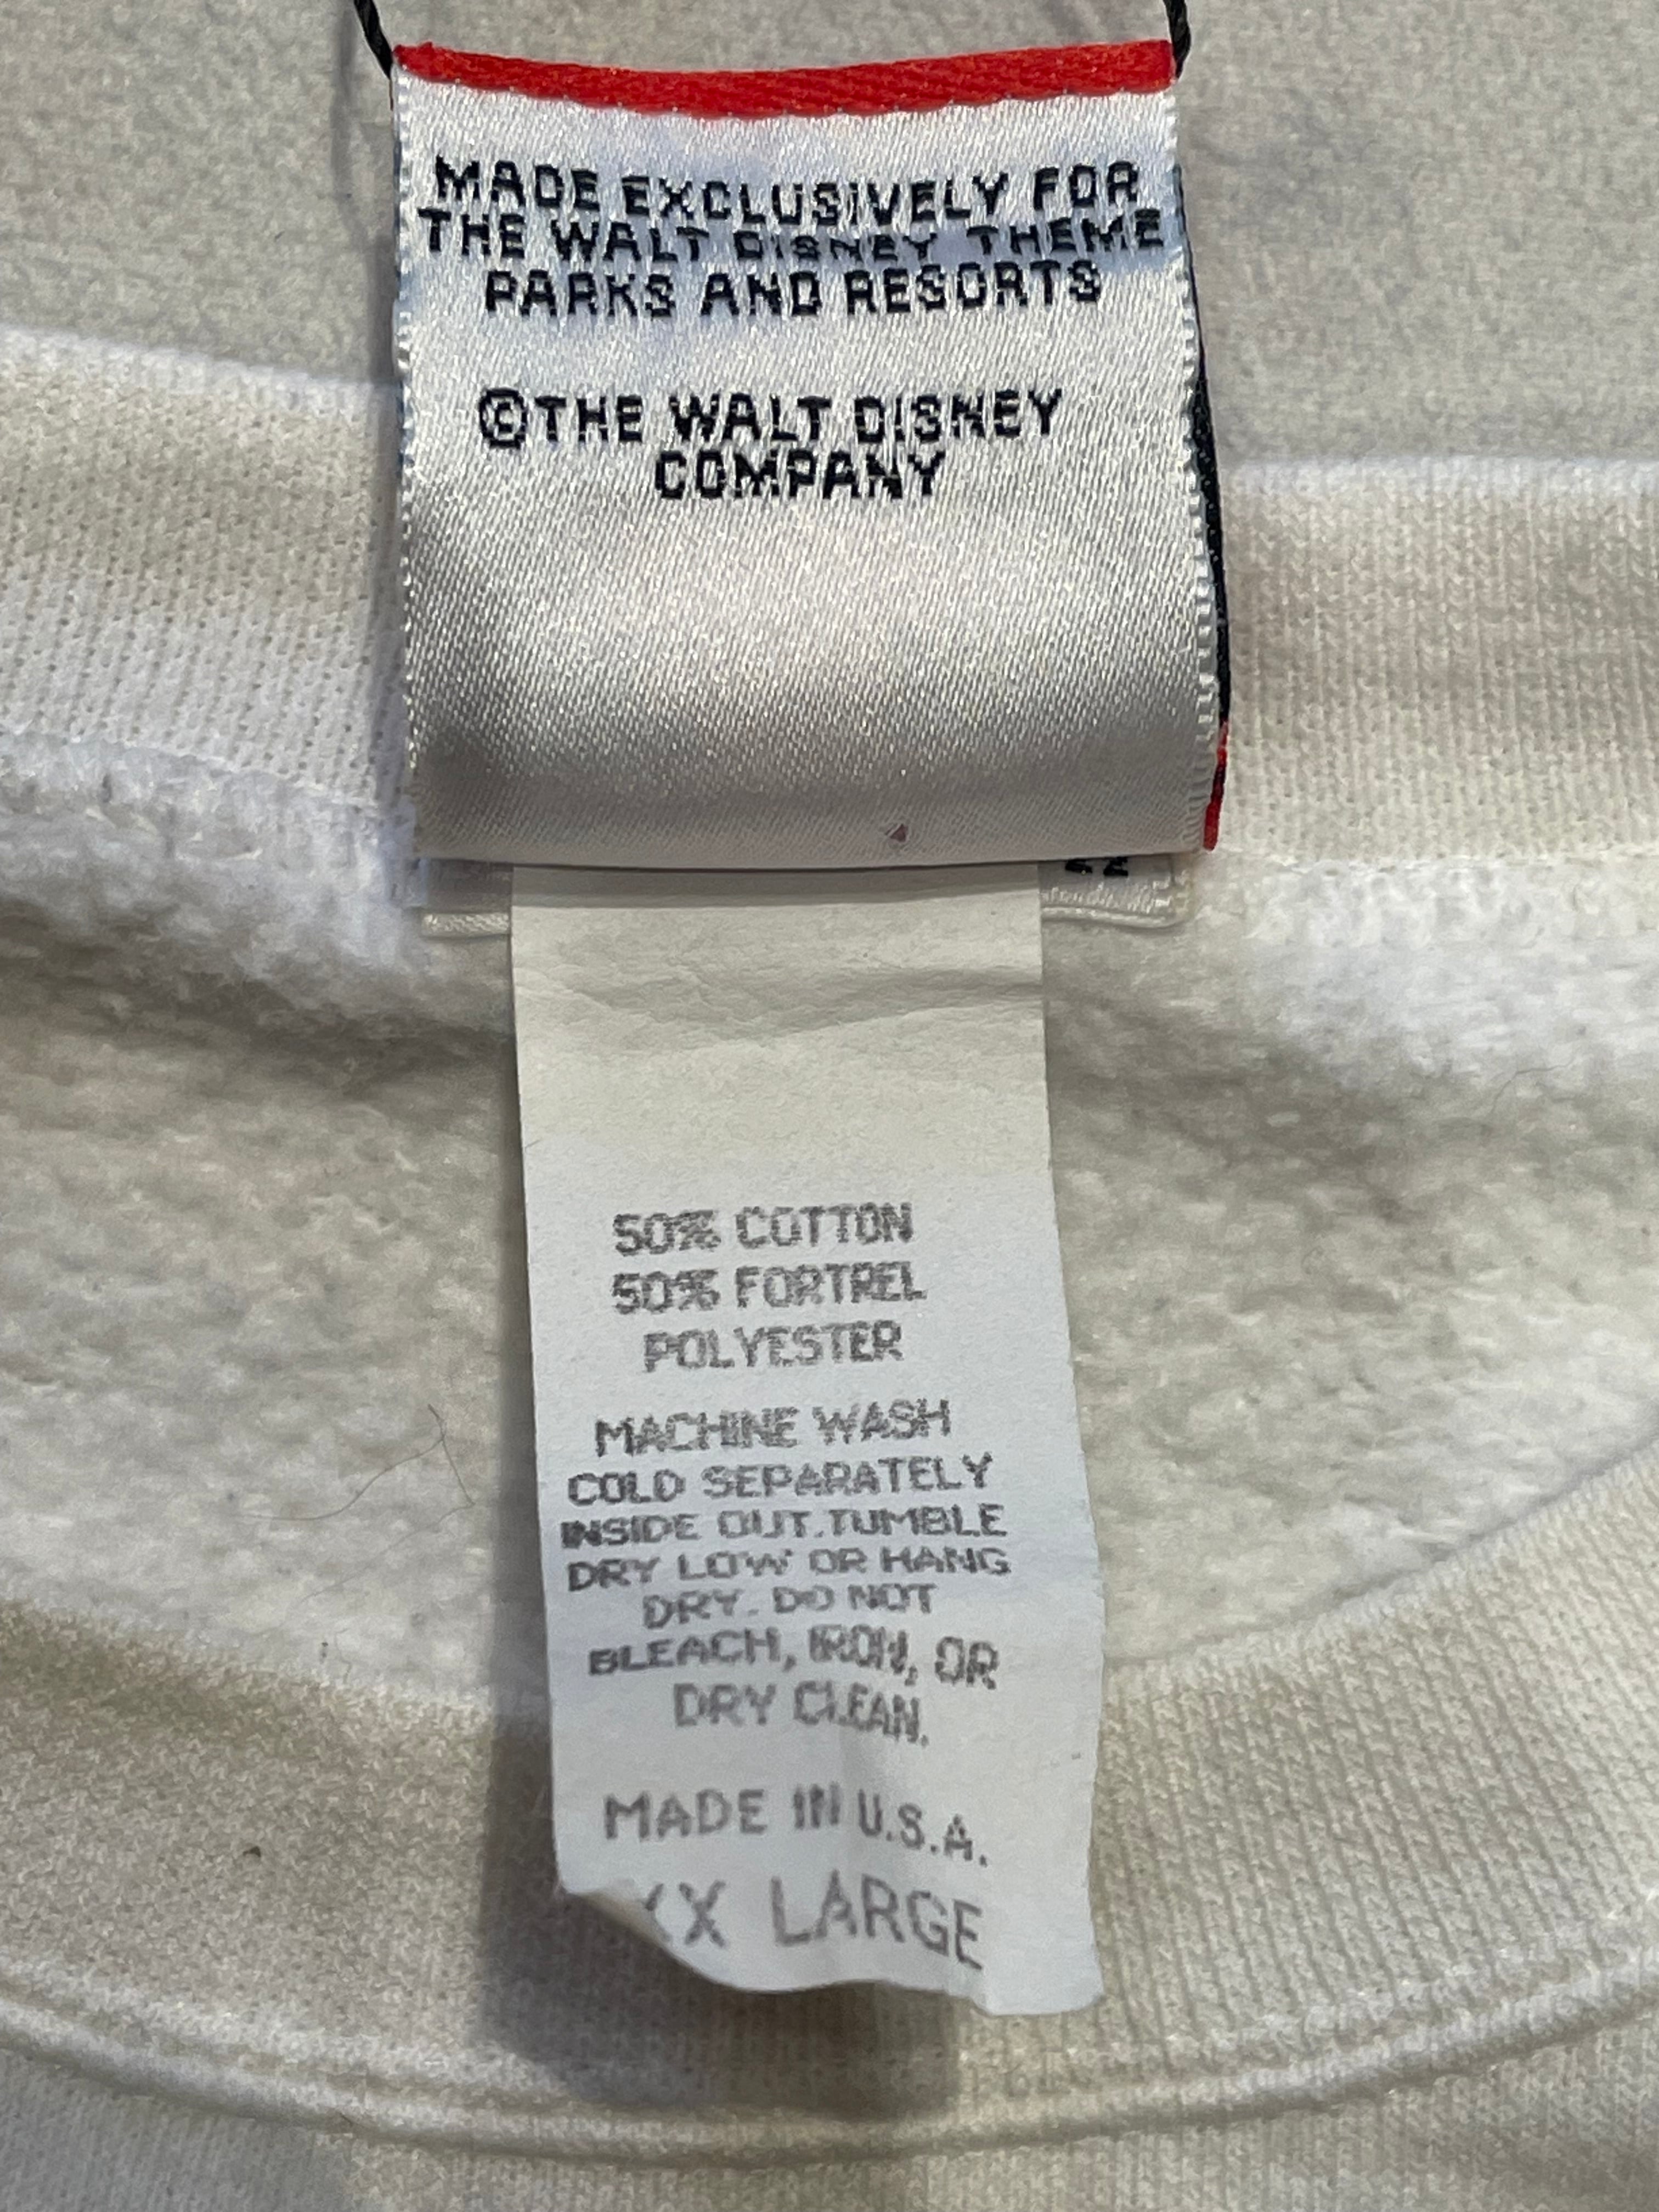 MADE EXCLUSIVELY FOR
THE WALT DISNEY THEME
PARKS AND RESORTS
©THE WALT DISNEY
COMPANY
50% COTTON
50% FORTREL
POLYESTER
MACHINE WASH
COLD SEPARATELY
INSIDE OUT.TUMBLE
DRY LOW OR HANG
DRY. DO NOT
BLEACH, IRON, OR
DRY CLEAN.
MADE IN U.S.A.
XX LARGE